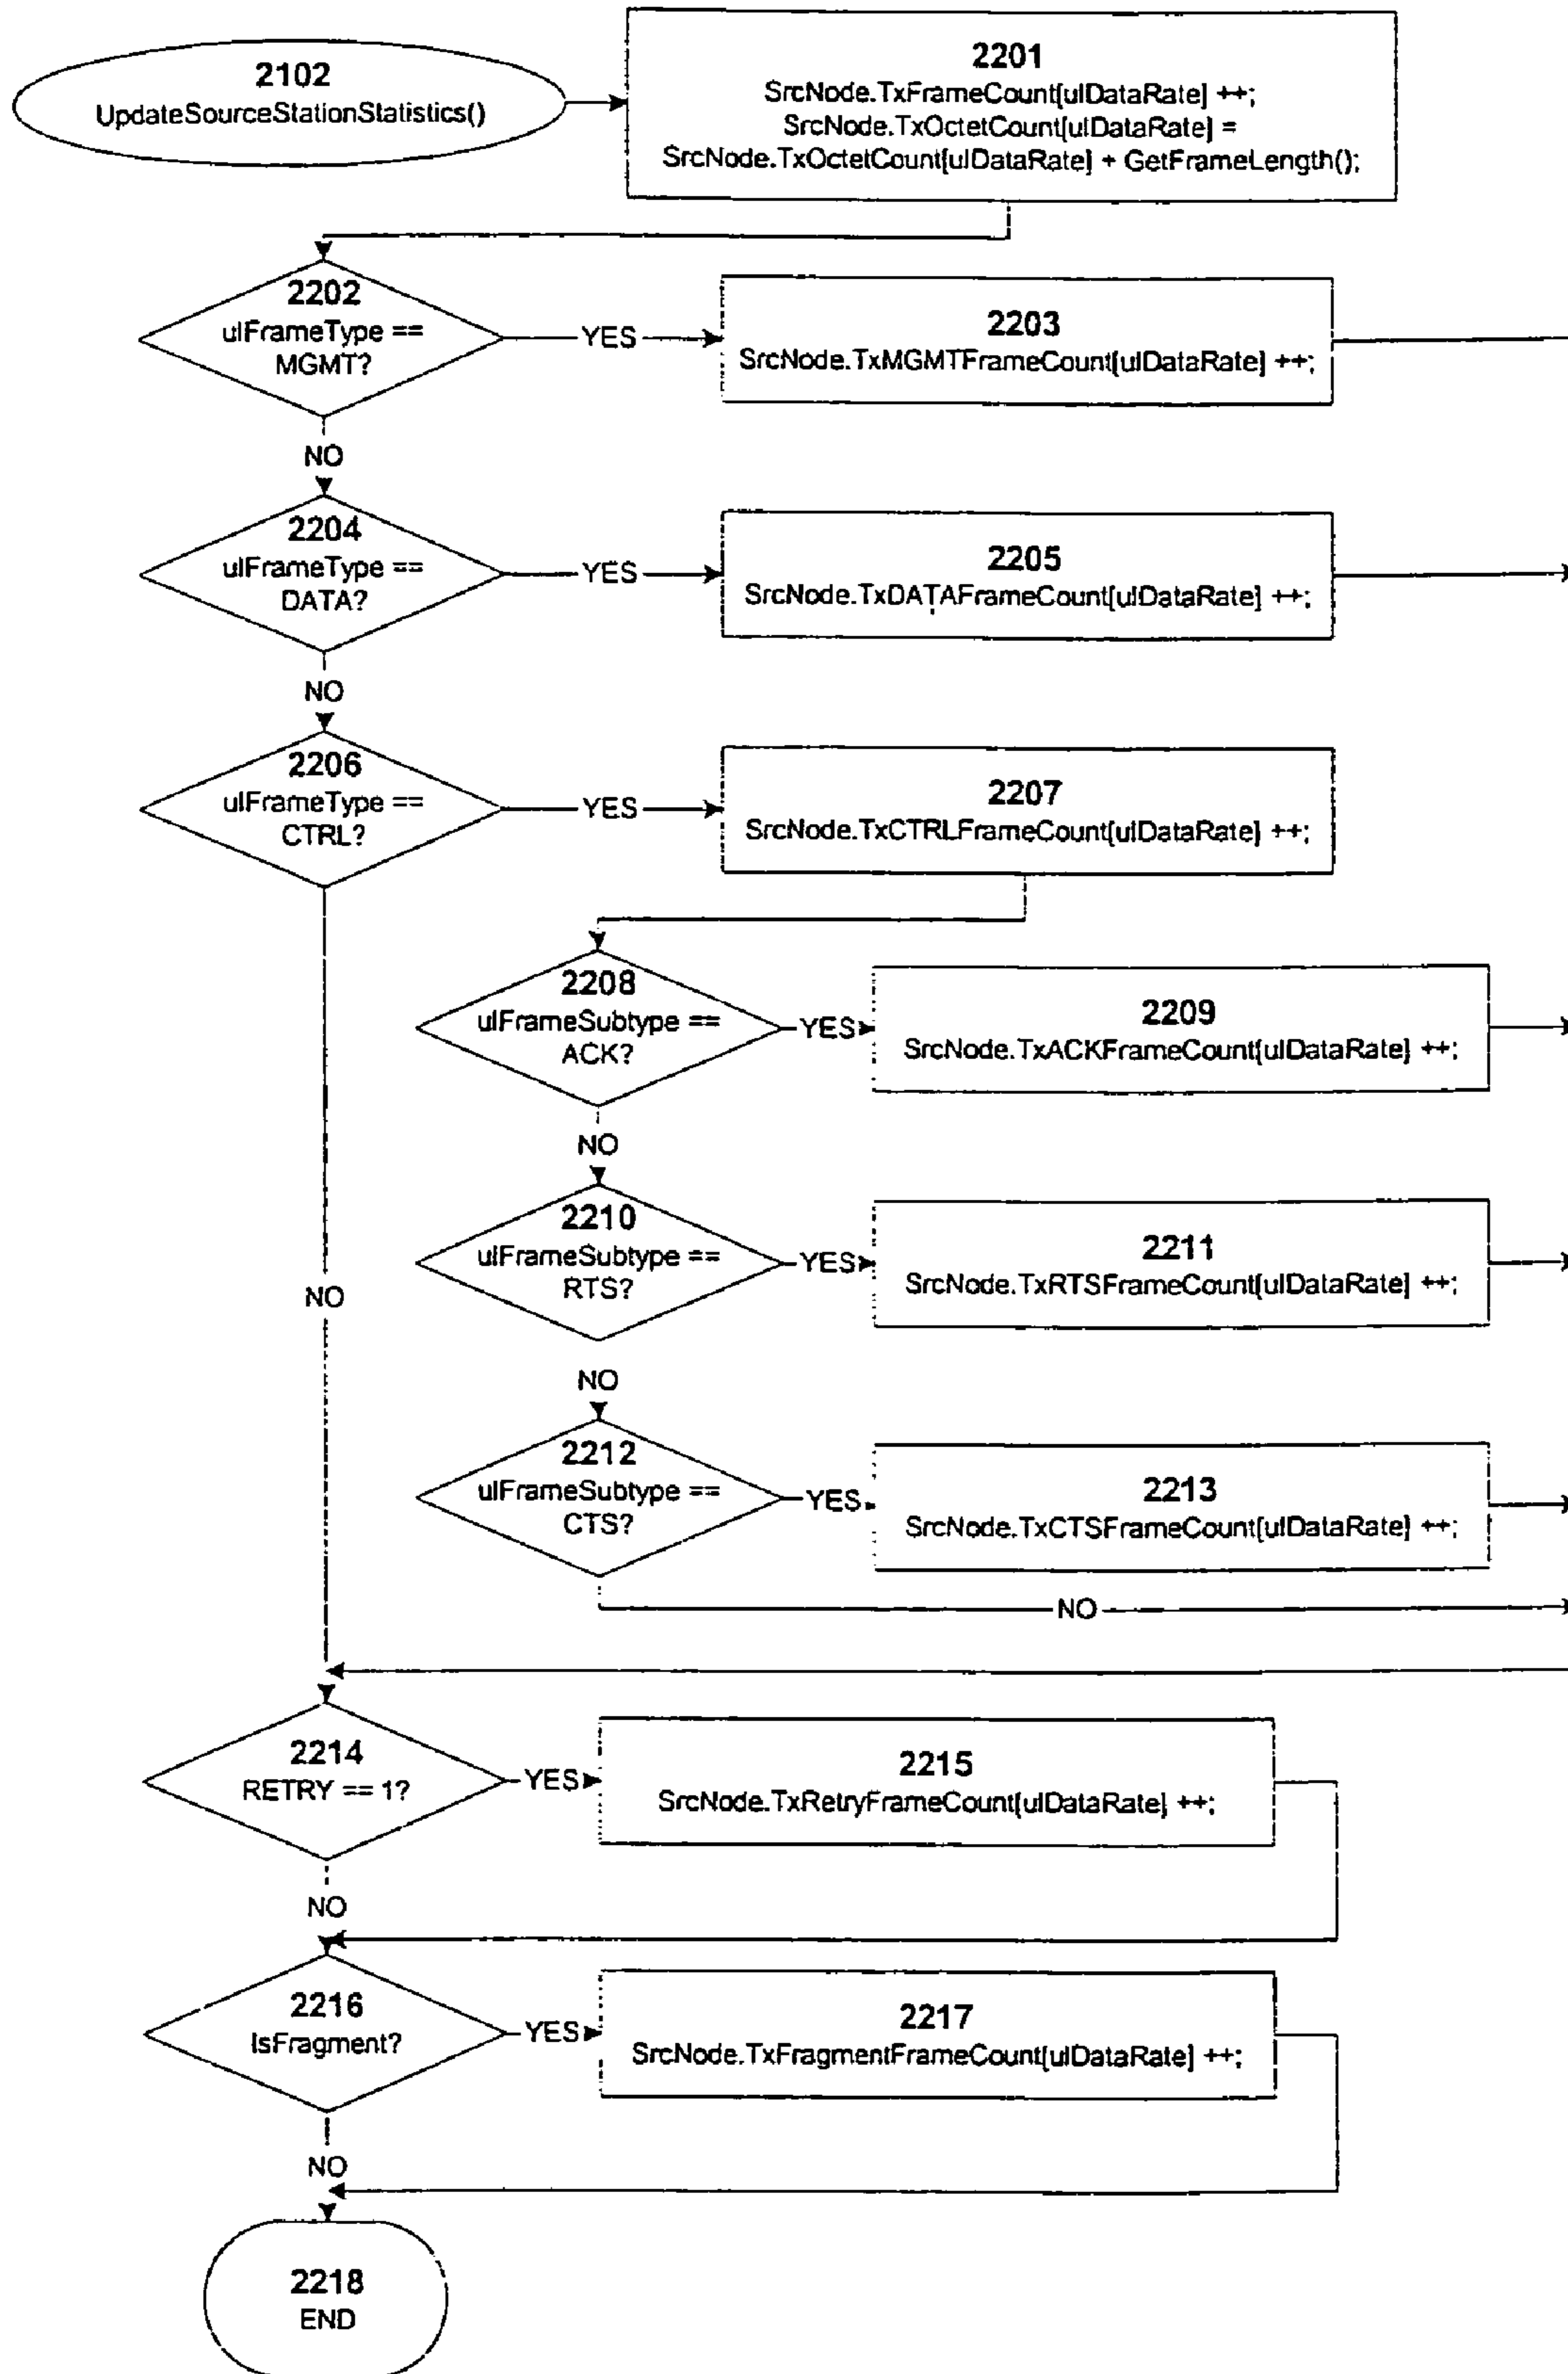 2102
UpdateSourceStationStatistics()
2201
SrcNode.TxFrameCount[ulDataRate] ++;
SrcNode.TxOctetCount[ulDataRate] =
SrcNode.TxOctetCount[ulDataRate] + GetFrameLength();
2202
ulFrameType ==
MGMT?
YES
2203
SrcNode.TxMGMTFrameCount[ulDataRate] ++;
NO
2204
ulFrameType ==
DATA?
YES
2205
SrcNode.TxDATAFrameCount[ulDataRate] ++;
NO
2206
ulFrameType ==
CTRL?
YES
2207
SrcNode.TxCTRLFrameCount[ulDataRate] ++;
2208
ulFrameSubtype ==
ACK?
YES
2209
SrcNode.TxACKFrameCount[ulDataRate] ++;
NO
2210
ulFrameSubtype ==
RTS?
YES
2211
SrcNode.TxRTSFrameCount[ulDataRate] ++;
NO
NO
2212
ulFrameSubtype ==
CTS?
YES
2213
SrcNode.TxCTSFrameCount[ulDataRate] ++;
NO
2214
RETRY == 1?
YES
2215
SrcNode.TxRetryFrameCount[ulDataRate] ++;
NO
2216
IsFragment?
YES
2217
SrcNode.TxFragmentFrameCount[ulDataRate] ++;
NO
2218
END